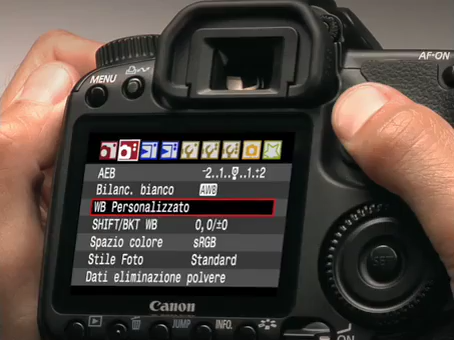 AF-ON
MENU
AEB -2..1..0..1.:2
Bilanc. bianco AWB
WB Personalizzato
SHIFT/BKT WB 0,0/±0
Spazio colore sRGB
Stile Foto Standard
Dati eliminazione polvere
Canon
JUMP INFO.
SET
ON